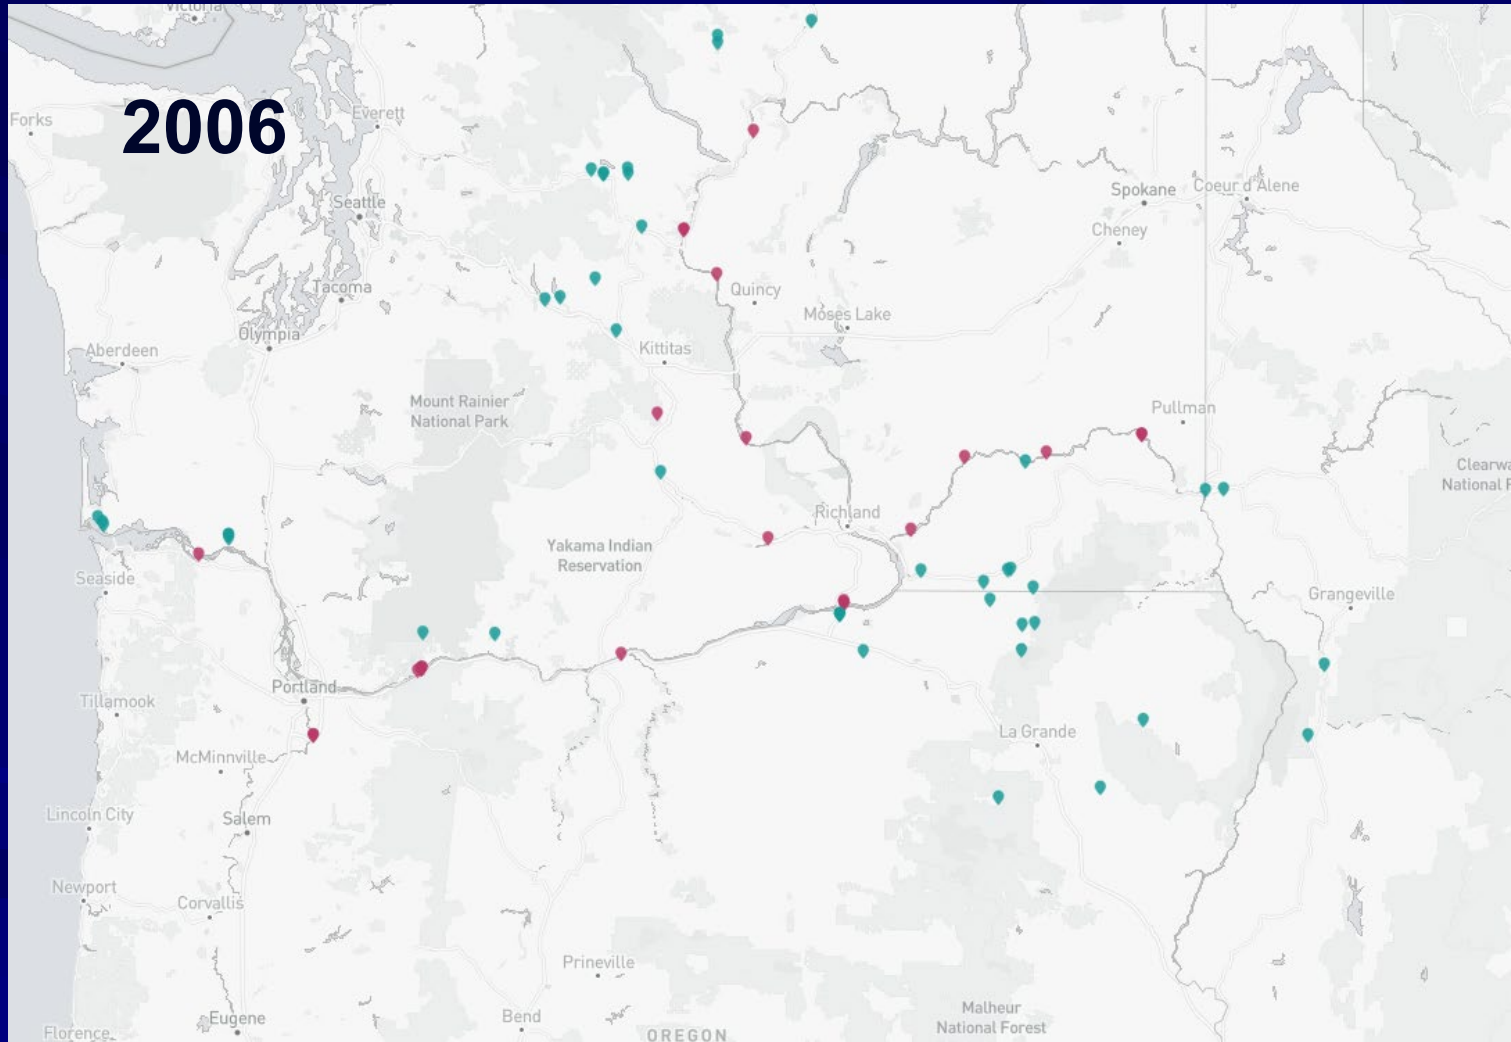 Victoria
2006
Forks
Everett
Seattle
Spokane
Coeur d'Alene
Cheney
Tacoma
Quincy
Moses Lake
Olympia
Aberdeen
Kittitas
Mount Rainier
National Park
Pullman
Clearwa
National F
Richland
Yakama Indian
Reservation
Seaside
Grangeville
Portland
Tillamook
La Grande
McMinnville
Lincoln City
Salem
Newport
Corvallis
Prineville
Bend
Malheur
National Forest
Eugene
Florence
OREGON